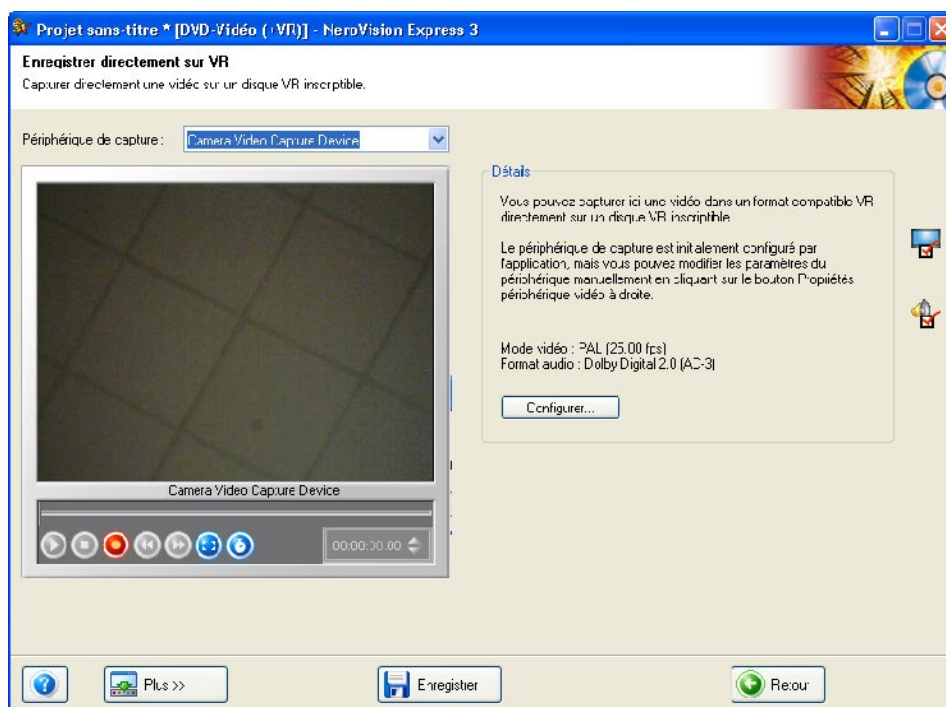 Projet sans-titre * [DVD-Vidéo (+VR)] - NeroVision Express 3
Enregistrer directement sur VR
Capturer directement une vidéo sur un disque VR inscriptible.
Périphérique de capture :
Camera Video Capture Device
Détails
Vous pouvez capturer ici une vidéo dans un format compatible VR
directement sur un disque VR inscriptible
Le périphérique de capture est initialement configuré par
l'application, mais vous pouvez modifier les paramètres du
périphérique manuellement en cliquant sur le bouton Propriétés
périphérique vidéo à droite.
Mode vidéo : PAL (25.00 fps)
Format audio : Dolby Digital 2.0 (AC-3)
Configurer...
Camera Video Capture Device
00:00:00.00
Plus >>
Enregistrer
Retour